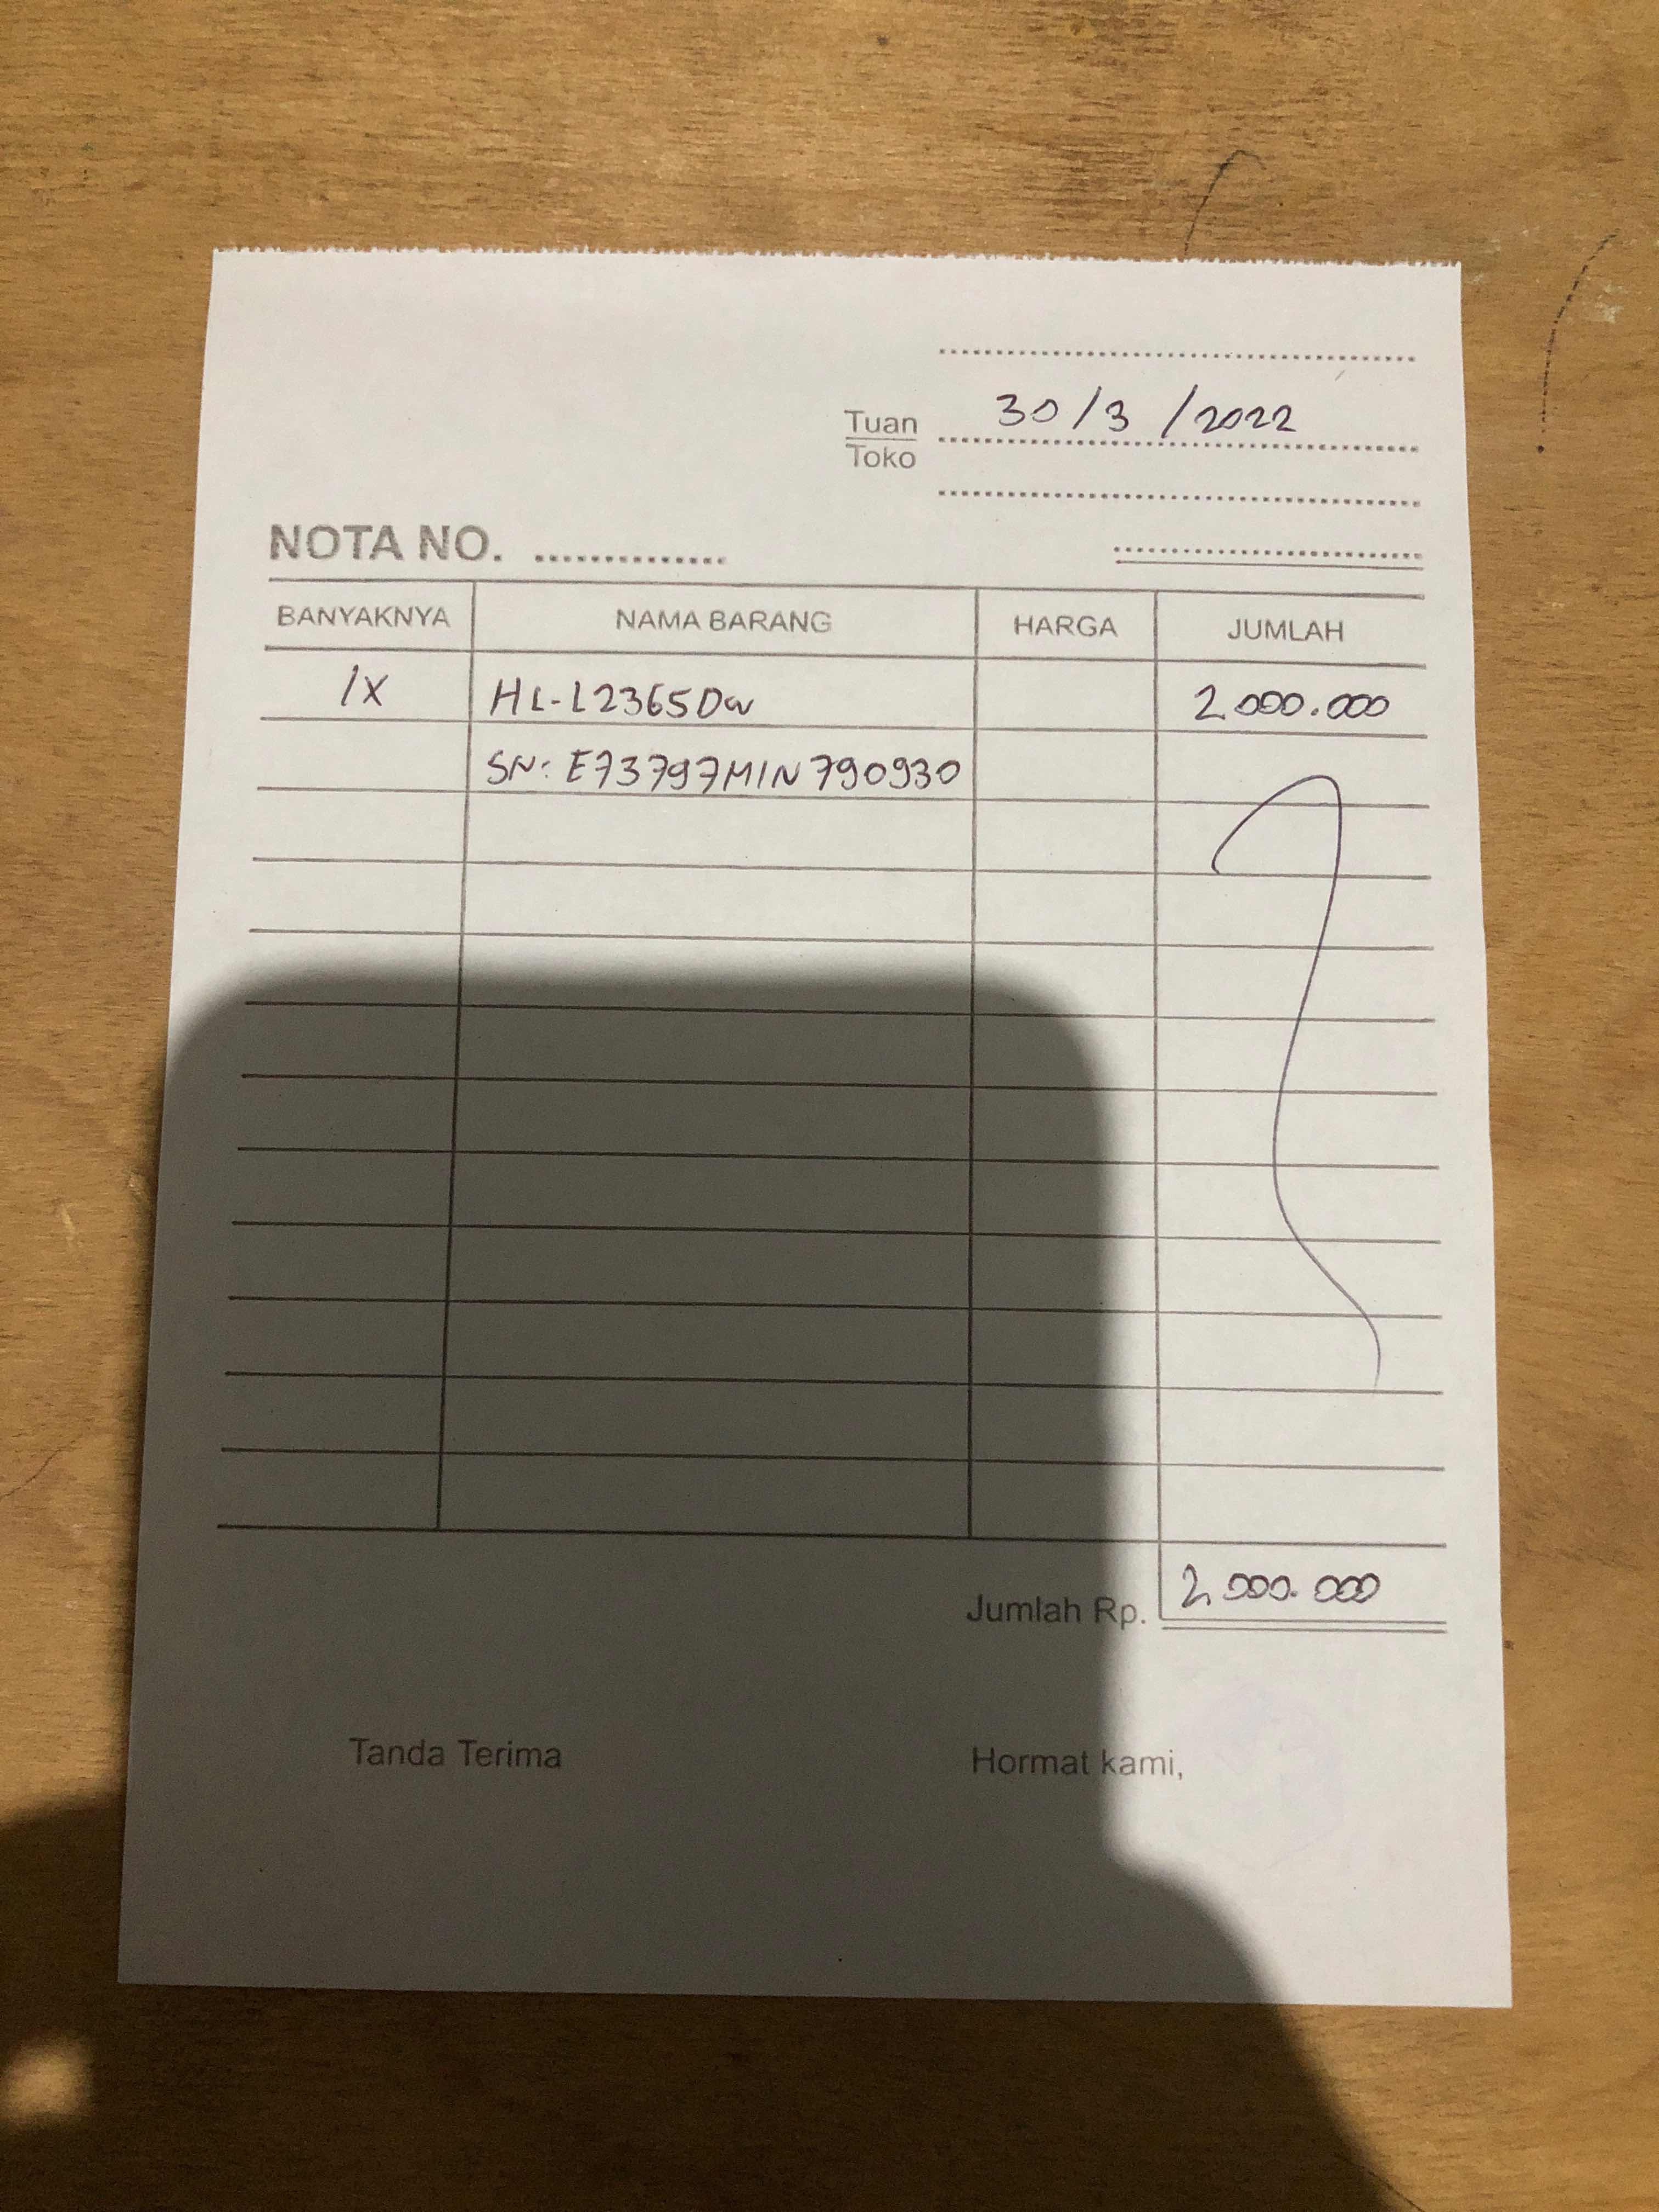 30/3/2022
Tuan
Toko
NOTA NO.
BANYAKNYA NAMA BARANG HARGA JUMLAH
1X HL-L2365DW 2.000.000
SN: E73797M1N790930
Jumlah Rp. 2.000.000
Tanda Terima Hormat kami,